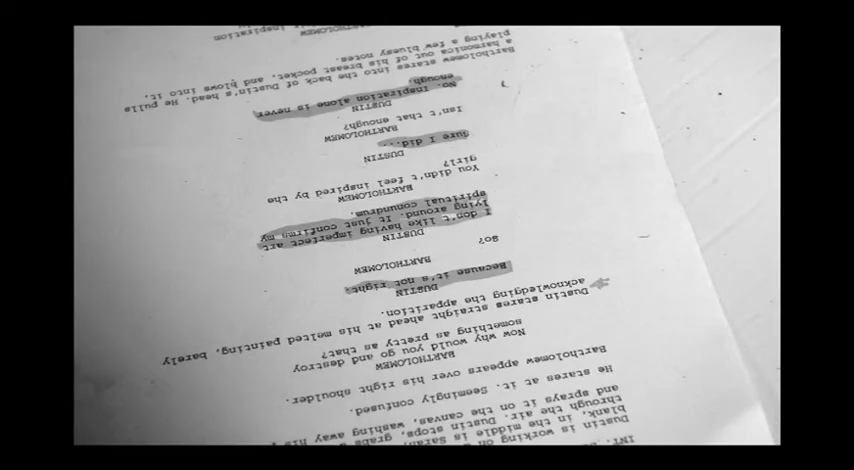 INT.
Dustin is working on
blank, in the middle is Sarah,
through the air. Dustin stops, grabs a
and sprays it on the canvas, washing away his
He stares at it. Seemingly confused.
Bartholomew appears over his right shoulder.
BARTHOLOMEW
Now why would you go and destroy
something as pretty as that?
Dustin stares straight ahead at his melted painting, barely
acknowledging the apparition.
DUSTIN
Because it's not right.
BARTHOLOMEW
So?
DUSTIN
I don't like having imperfect art
lying around. It just confirms my
spiritual conundrum.
BARTHOLOMEW
You didn't feel inspired by the
girl?
DUSTIN
Sure I did...
BARTHOLOMEW
Isn't that enough?
DUSTIN
No. Inspiration alone is never
enough.
Bartholomew stares into the back of Dustin's head. He pulls
a harmonica out of his breast pocket, and blows into it,
playing a few bluesy notes.
BARTHOLOMEW
inspiration